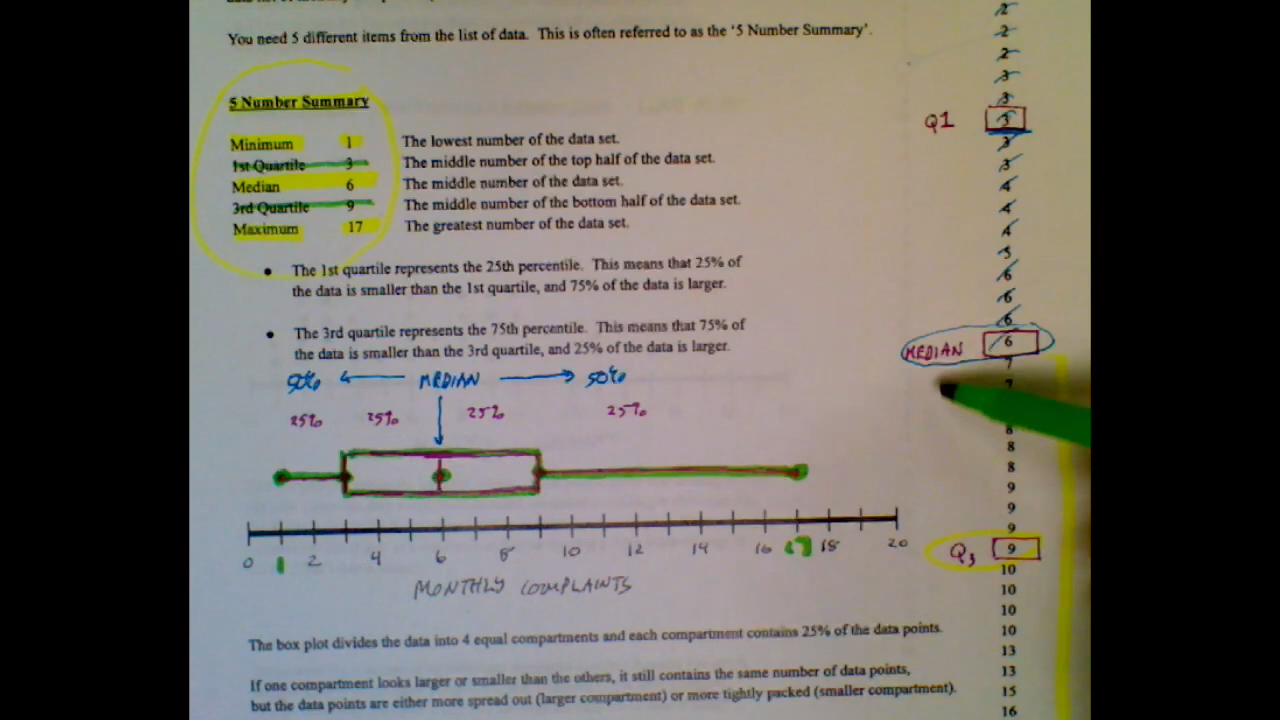 You need 5 different items from the list of data. This is often referred to as the '5 Number Summary'.
5 Number Summary
Minimum 1 The lowest number of the data set.
1st Quartile 3 The middle number of the top half of the data set.
Median 6 The middle number of the data set.
3rd Quartile 9 The middle number of the bottom half of the data set.
Maximum 17 The greatest number of the data set.
• The 1st quartile represents the 25th percentile. This means that 25% of
the data is smaller than the 1st quartile, and 75% of the data is larger.
• The 3rd quartile represents the 75th percentile. This means that 75% of
the data is smaller than the 3rd quartile, and 25% of the data is larger.
50% MEDIAN 50%
25% 25% 25% 25%
0 1 2 4 6 8 10 12 14 16 17 18 20
MONTHLY COMPLAINTS
The box plot divides the data into 4 equal compartments and each compartment contains 25% of the data points.
If one compartment looks larger or smaller than the others, it still contains the same number of data points,
but the data points are either more spread out (larger compartment) or more tightly packed (smaller compartment).
2
2
2
3
3
Q1 3
3
3
4
4
4
5
6
6
6
MEDIAN 6
7
7
8
8
8
9
9
9
Q3 9
10
10
10
10
13
13
15
16